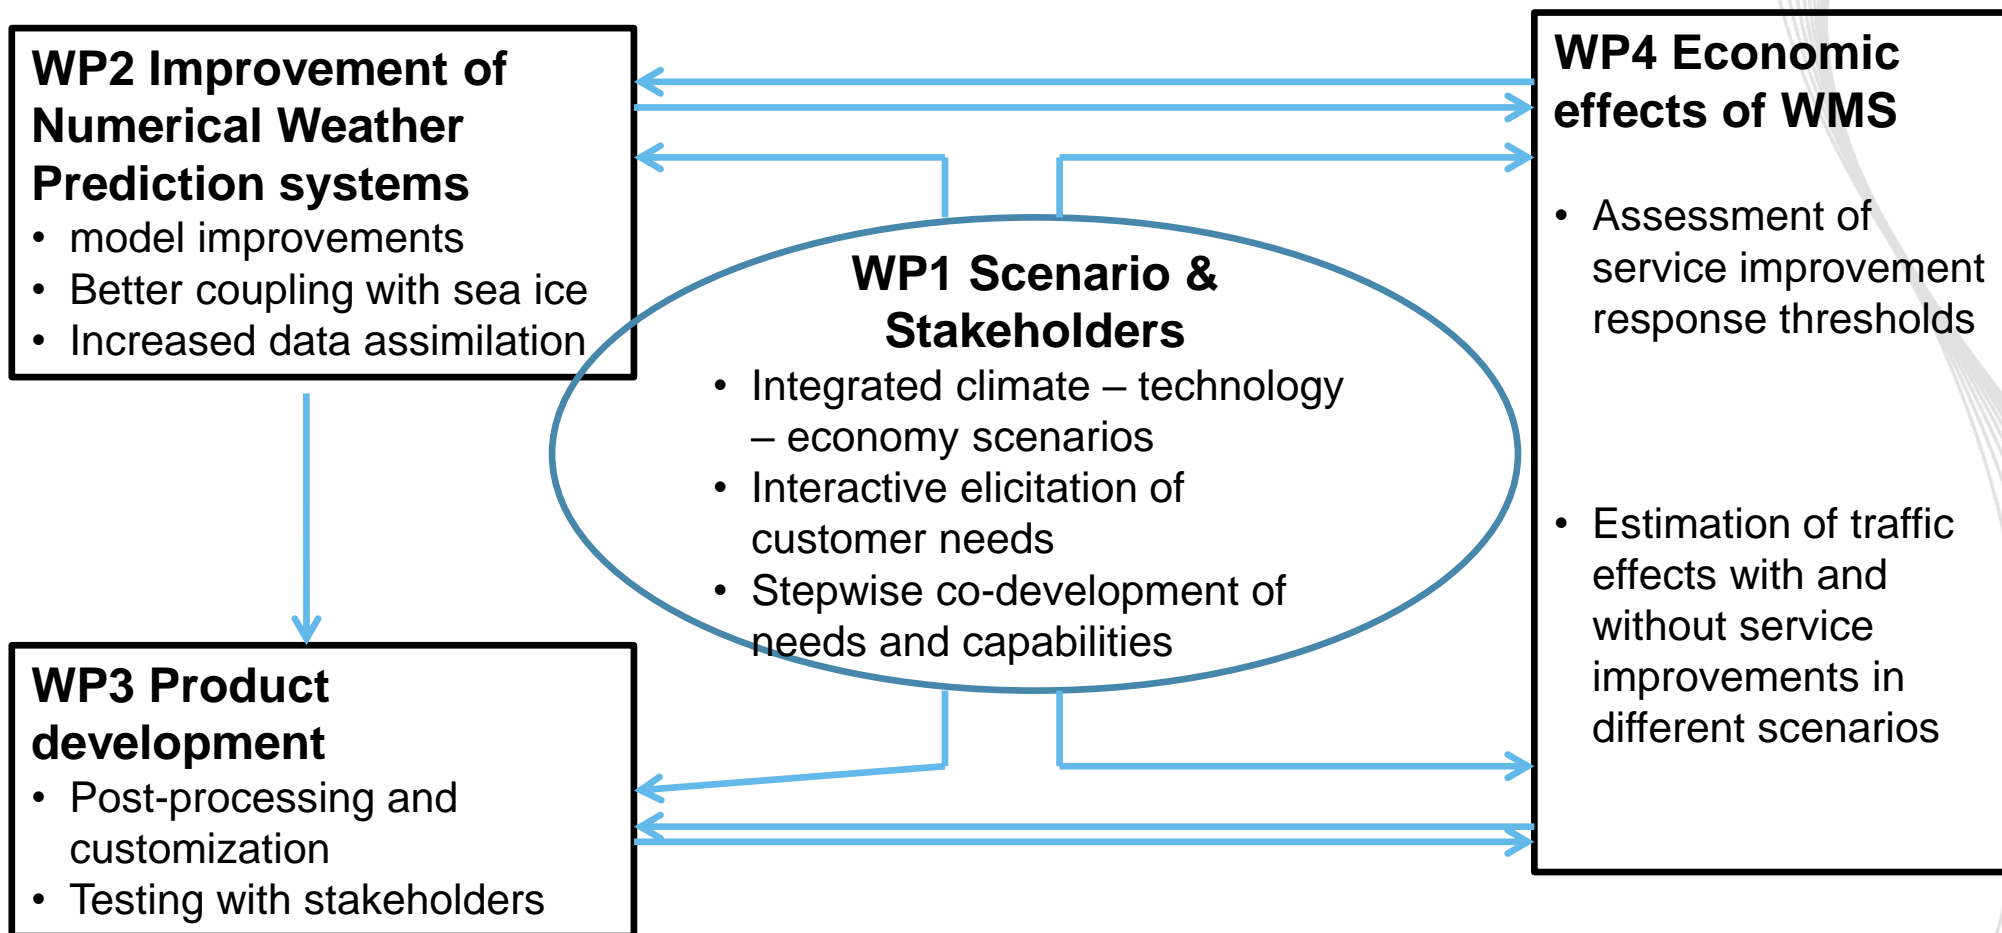 WP2 Improvement of
Numerical Weather
Prediction systems
• model improvements
• Better coupling with sea ice
• Increased data assimilation
WP1 Scenario &
Stakeholders
• Integrated climate – technology
– economy scenarios
• Interactive elicitation of
customer needs
• Stepwise co-development of
needs and capabilities
WP4 Economic
effects of WMS
• Assessment of
service improvement
response thresholds
• Estimation of traffic
effects with and
without service
improvements in
different scenarios
WP3 Product
development
• Post-processing and
customization
• Testing with stakeholders